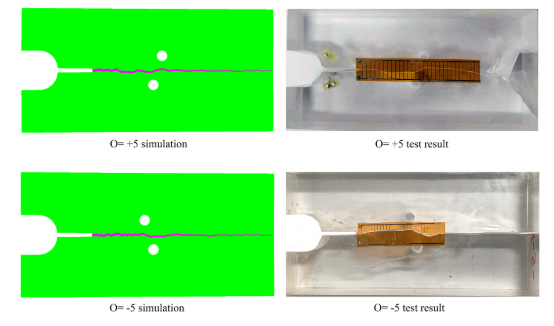 O= +5 simulation
O= +5 test result
O= -5 simulation
O= -5 test result